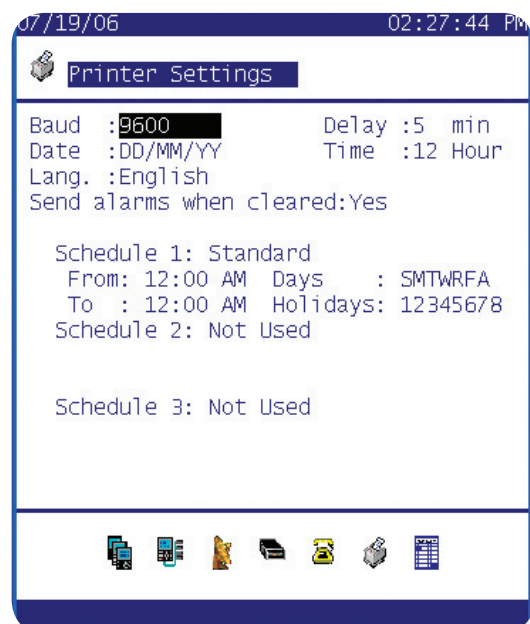 07/19/06 02:27:44 PM
Printer Settings
Baud :9600 Delay :5 min
Date :DD/MM/YY Time :12 Hour
Lang. :English
Send alarms when cleared:Yes
Schedule 1: Standard
From: 12:00 AM Days : SMTWRFA
To : 12:00 AM Holidays: 12345678
Schedule 2: Not Used
Schedule 3: Not Used